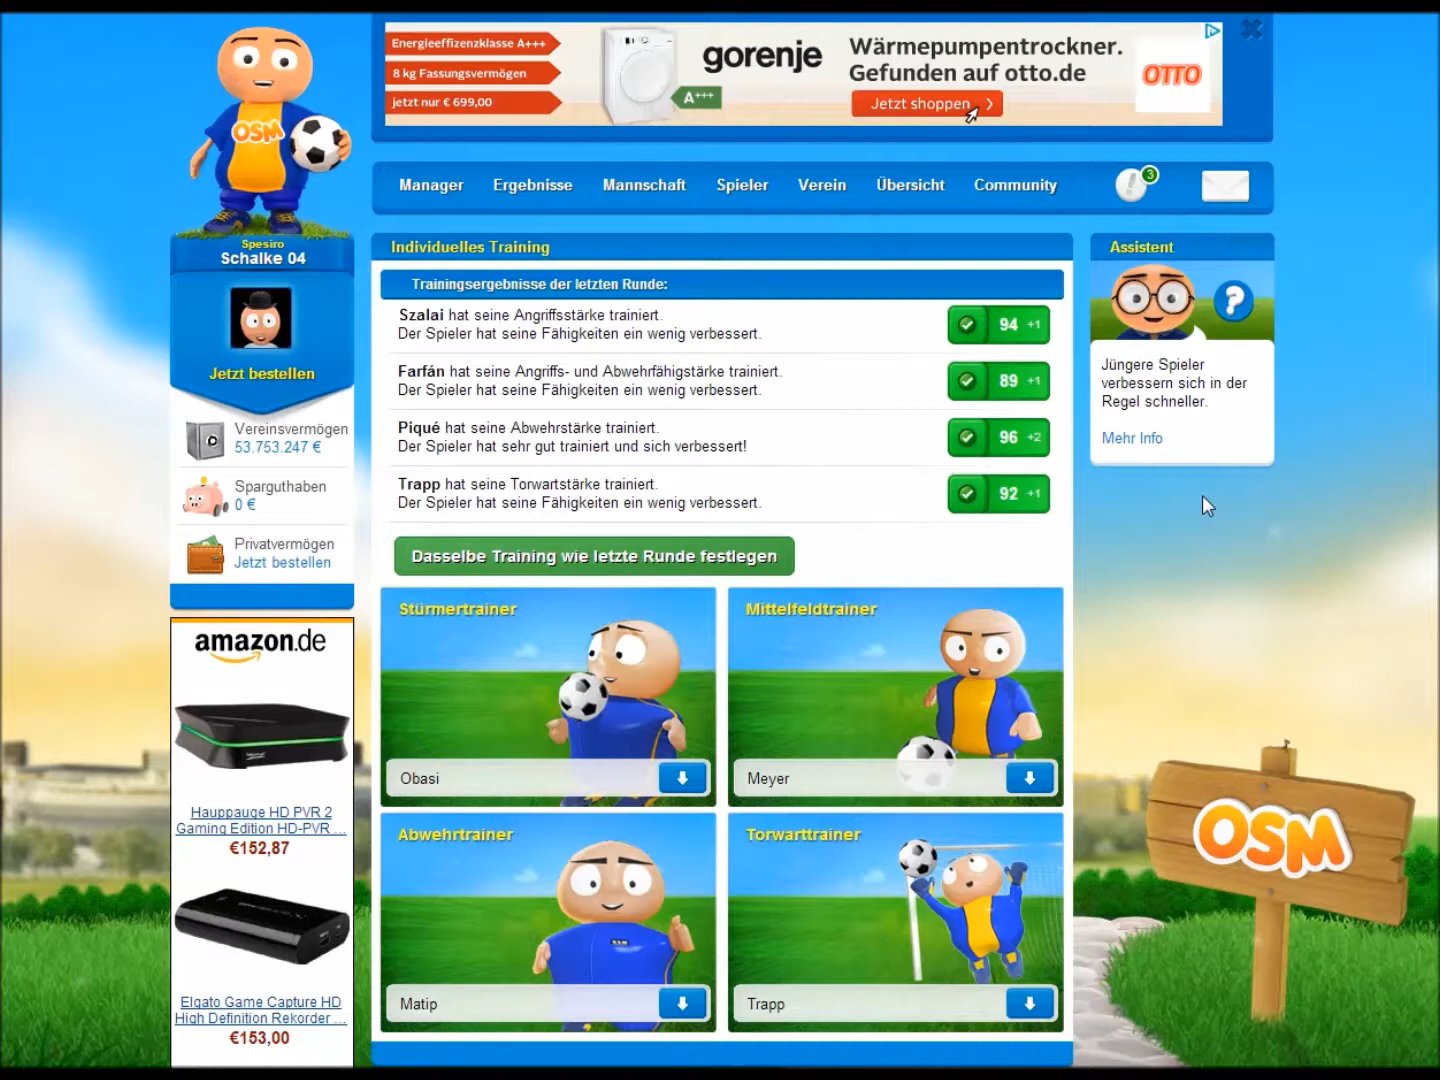 Energieeffizenzklasse A+++
8 kg Fassungsvermögen
jetzt nur € 699,00
A+++
gorenje
Wärmepumpentrockner.
Gefunden auf otto.de
Jetzt shoppen
OTTO
OSM
Manager
Ergebnisse
Mannschaft
Spieler
Verein
Übersicht
Community
3
Spesiro
Schalke 04
Jetzt bestellen
Vereinsvermögen
53.753.247 €
Sparguthaben
0 €
Privatvermögen
Jetzt bestellen
amazon.de
Hauppauge HD PVR 2
Gaming Edition HD-PVR ...
€152,87
Elgato Game Capture HD
High Definition Rekorder ...
€153,00
Individuelles Training
Trainingsergebnisse der letzten Runde:
Szalai hat seine Angriffsstärke trainiert.
Der Spieler hat seine Fähigkeiten ein wenig verbessert.
94 +1
Farfán hat seine Angriffs- und Abwehrfähigstärke trainiert.
Der Spieler hat seine Fähigkeiten ein wenig verbessert.
89 +1
Piqué hat seine Abwehrstärke trainiert.
Der Spieler hat sehr gut trainiert und sich verbessert!
96 +2
Trapp hat seine Torwartstärke trainiert.
Der Spieler hat seine Fähigkeiten ein wenig verbessert.
92 +1
Dasselbe Training wie letzte Runde festlegen
Stürmertrainer
Obasi
Mittelfeldtrainer
Meyer
Abwehrtrainer
OSM
Matip
Torwarttrainer
Trapp
Assistent
?
Jüngere Spieler
verbessern sich in der
Regel schneller.
Mehr Info
OSM